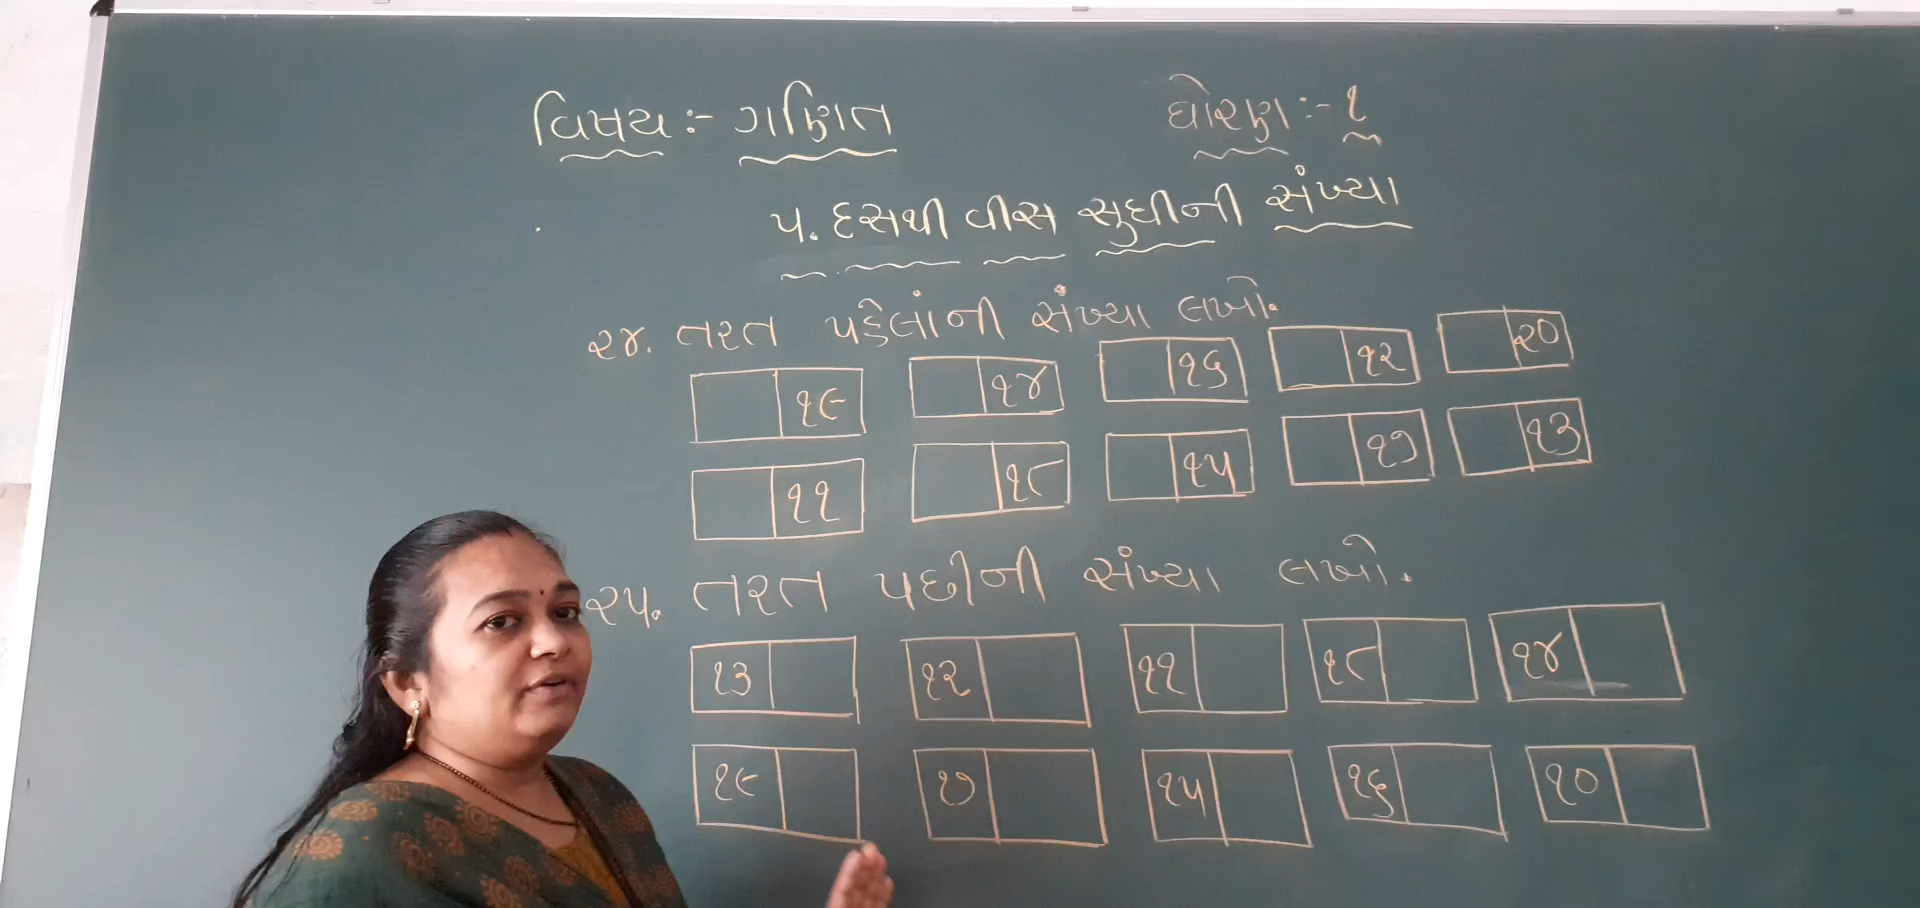 વિષય :- ગણિત ધોરણ :- ૧
૫. દસથી વીસ સુધીની સંખ્યા
૨૪. તરત પહેલાંની સંખ્યા લખો.
૧૯ ૧૪ ૧૬ ૧૨ ૨૦
૧૧ ૧૮ ૧૫ ૧૭ ૧૩
૨૫. તરત પછીની સંખ્યા લખો.
૧૩ ૧૨ ૧૧ ૧૮ ૧૪
૧૯ ૧૭ ૧૫ ૧૬ ૧૦